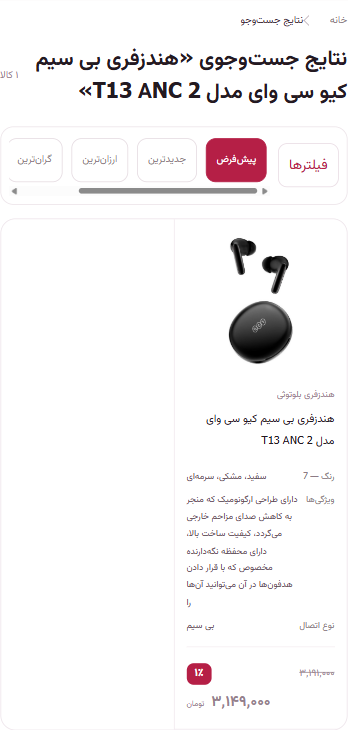 خانه
نتایج جست‌وجو
نتایج جست‌وجوی «هندزفری بی سیم
کیو سی وای مدل T13 ANC 2»
۱ کالا
فیلترها
پیش‌فرض
جدیدترین
ارزان‌ترین
گران‌ترین
هندزفری بلوتوثی
هندزفری بی سیم کیو سی وای
مدل T13 ANC 2
رنگ — 7
سفید، مشکی، سرمه‌ای
ویژگی‌ها
دارای طراحی ارگونومیک که منجر
به کاهش صدای مزاحم خارجی
می‌گردد، کیفیت ساخت بالا،
دارای محفظه نگه‌دارنده
مخصوص که با قرار دادن
هدفون‌ها در آن می‌توانید آن‌ها
را
نوع اتصال
بی سیم
۳,۱۹۱,۰۰۰
۱٪
۳,۱۴۹,۰۰۰ تومان